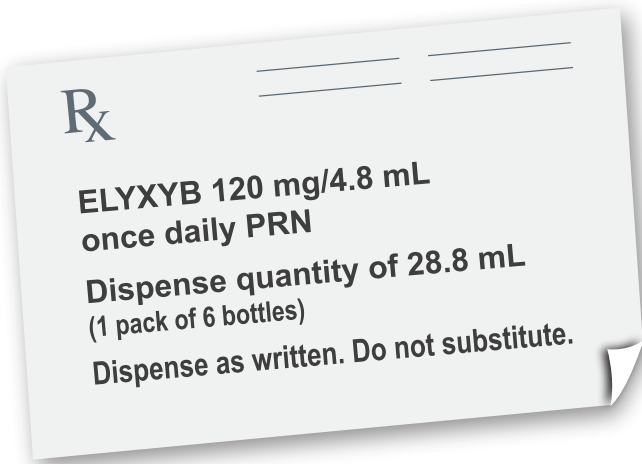 Rx
ELYXYB 120 mg/4.8 mL
once daily PRN
Dispense quantity of 28.8 mL
(1 pack of 6 bottles)
Dispense as written. Do not substitute.